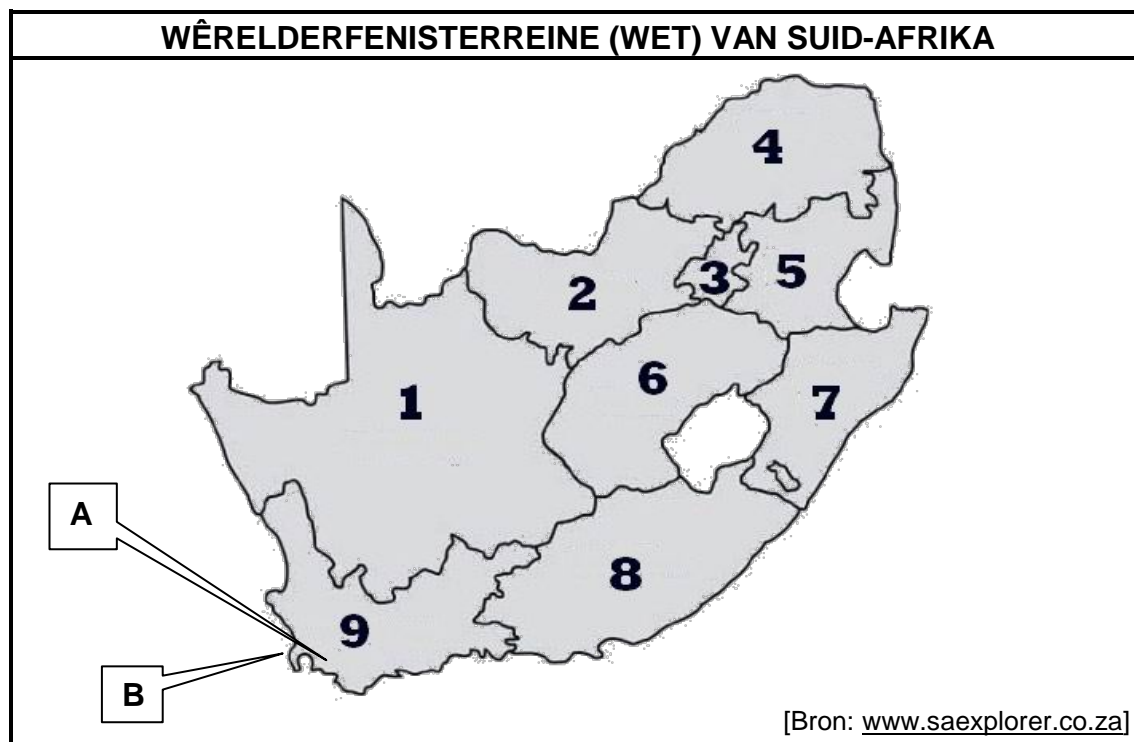 WÊRELDERFENISTERREINE (WET) VAN SUID-AFRIKA
4
3
5
2
6
1
7
A
8
9
B
[Bron: www.saexplorer.co.za]